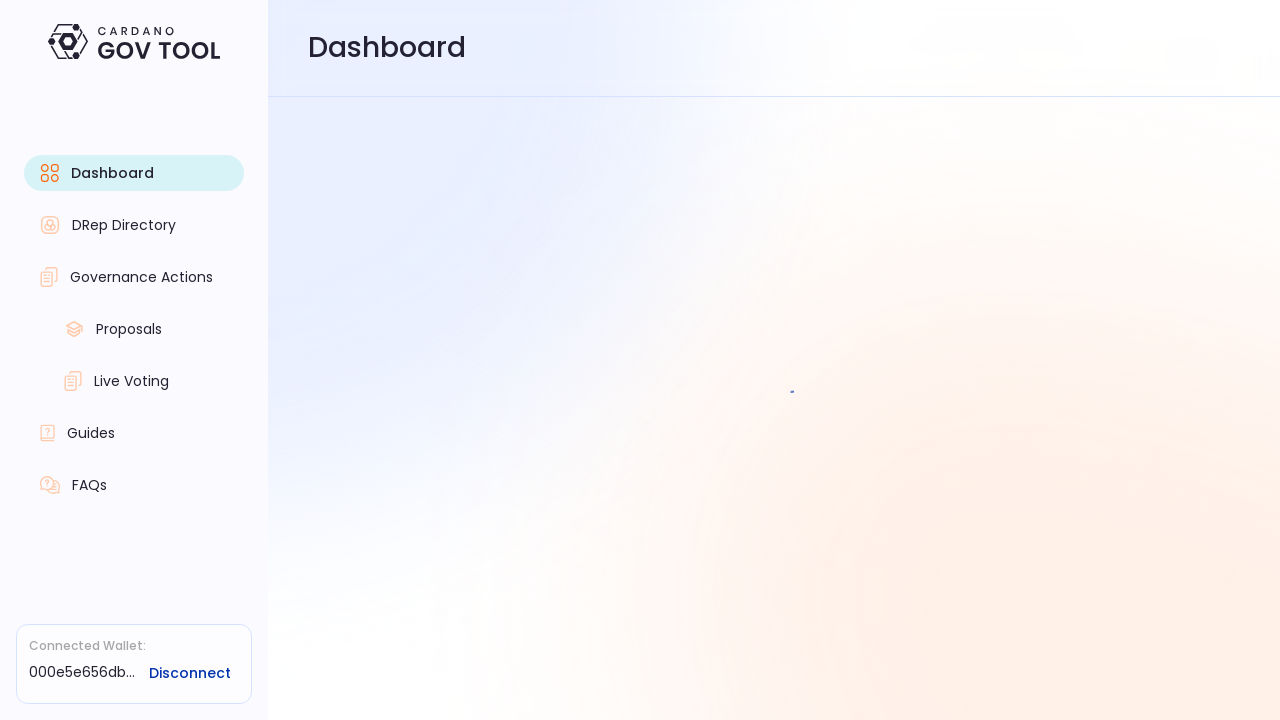 CARDANO
GOV TOOL
Dashboard
Dashboard
DRep Directory
Governance Actions
Proposals
Live Voting
Guides
FAQs
Connected Wallet:
000e5e656db... Disconnect